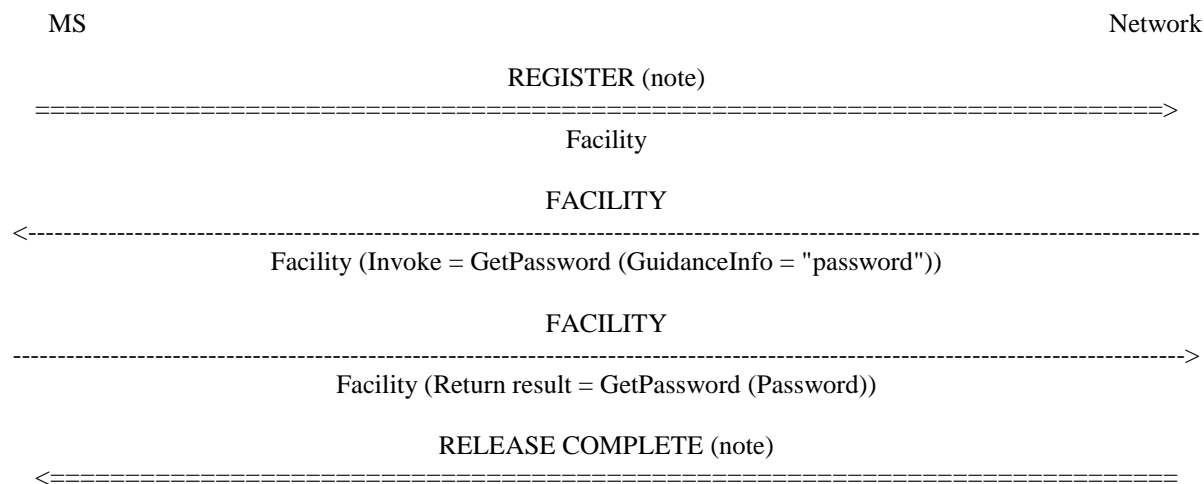 MS Network
REGISTER (note)
Facility
FACILITY
Facility (Invoke = GetPassword (GuidanceInfo = "password"))
FACILITY
Facility (Return result = GetPassword (Password))
RELEASE COMPLETE (note)